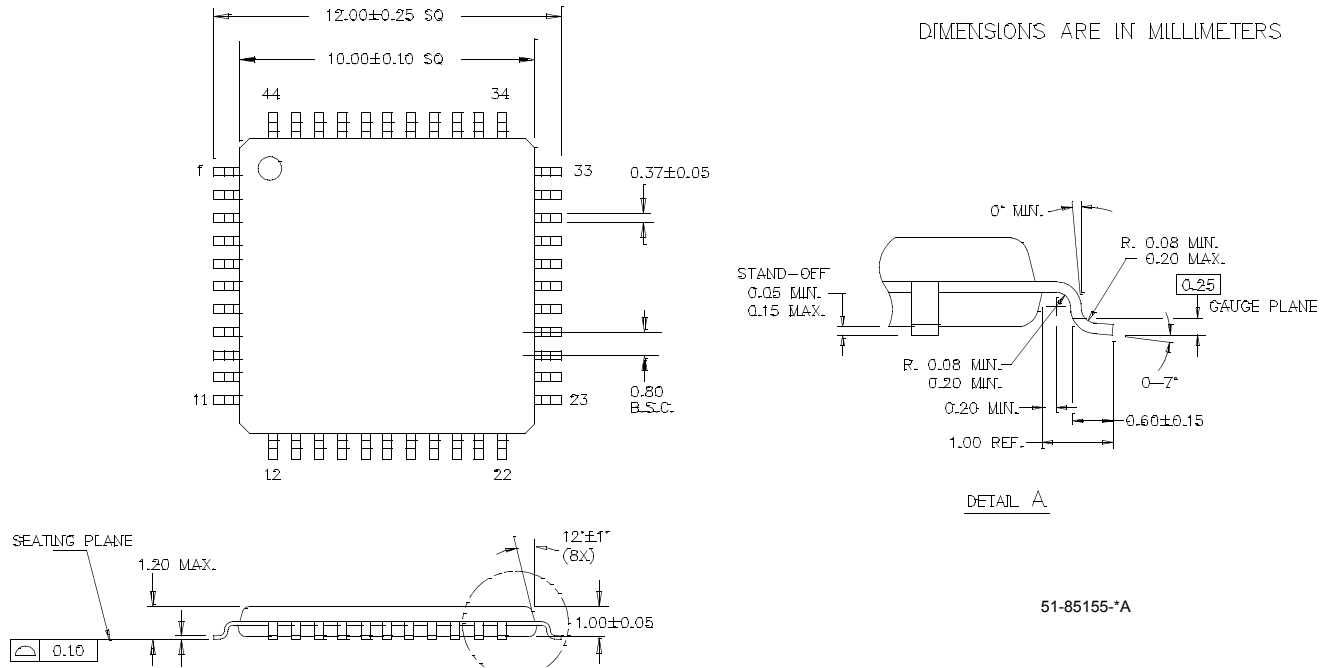 12.00±0.25 SQ
DIMENSIONS ARE IN MILLIMETERS
10.00±0.10 SQ
44
34
1
33
0.37±0.05
0° MIN.
R. 0.08 MIN.
0.20 MAX.
STAND-OFF
0.05 MIN.
0.15 MAX.
0.25
GAUGE PLANE
R. 0.08 MIN.
0.20 MIN.
0-7°
0.80
B.S.C.
11
23
0.20 MIN.
0.60±0.15
1.00 REF.
12
22
DETAIL A
SEATING PLANE
12°±1°
(8X)
1.20 MAX.
51-85155-*A
1.00±0.05
0.10